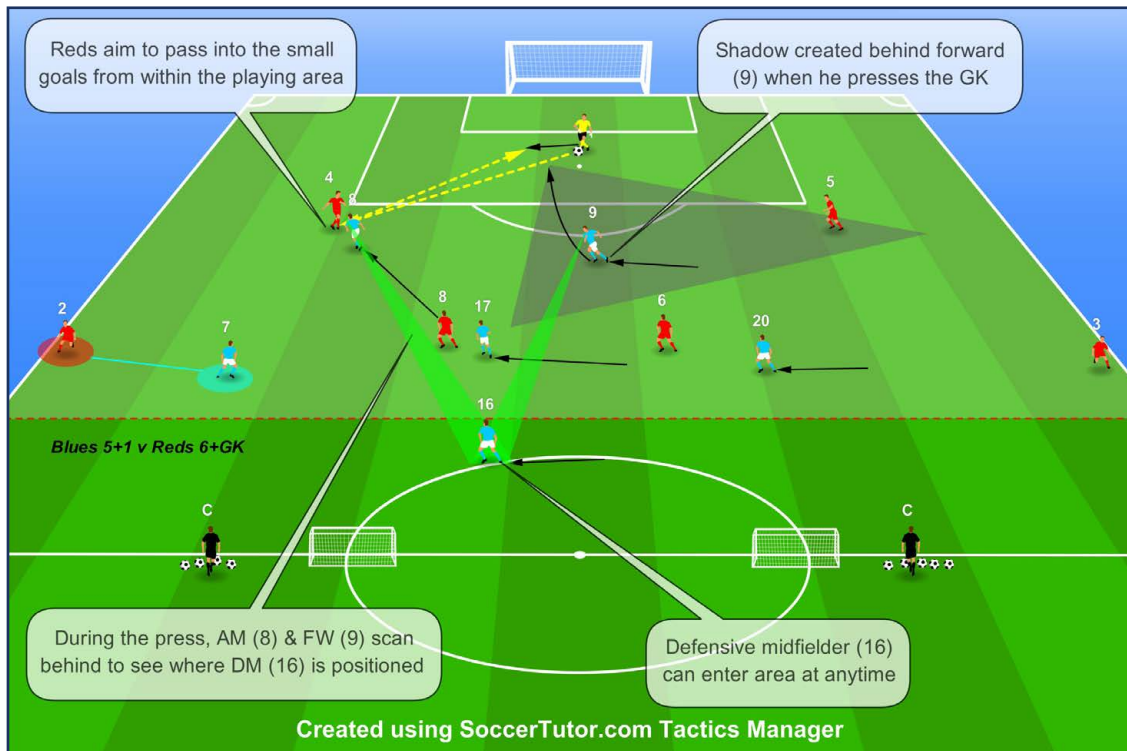 Reds aim to pass into the small
goals from within the playing area
Shadow created behind forward
(9) when he presses the GK
4
8
9
5
2
7
8
17
6
20
3
16
Blues 5+1 v Reds 6+GK
C
C
During the press, AM (8) & FW (9) scan
behind to see where DM (16) is positioned
Defensive midfielder (16)
can enter area at anytime
Created using SoccerTutor.com Tactics Manager